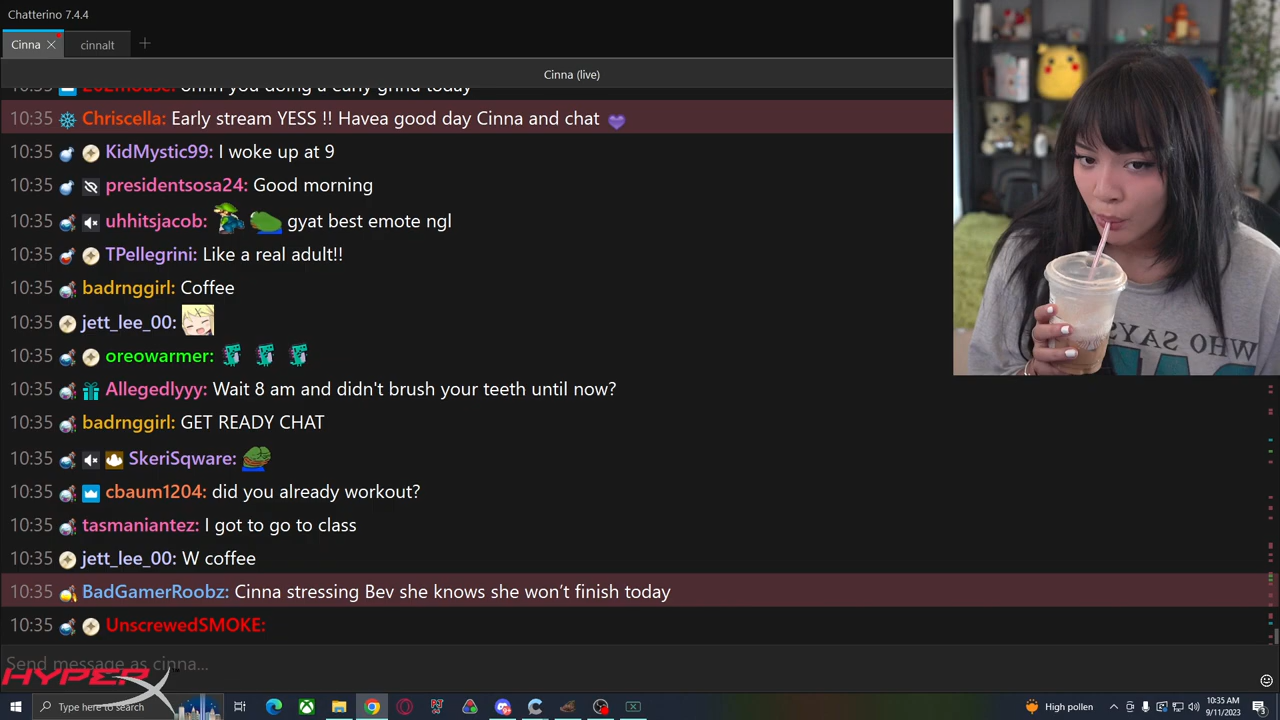 Chatterino 7.4.4
Cinna
cinnalt
Cinna (live)
you doing a early grind today
10:35 Chriscella: Early stream YESS !! Havea good day Cinna and chat
10:35 KidMystic99: I woke up at 9
10:35 presidentsosa24: Good morning
10:35 uhhitsjacob: gyat best emote ngl
10:35 TPellegrini: Like a real adult!!
10:35 badrnggirl: Coffee
10:35 jett_lee_00:
10:35 oreowarmer:
10:35 Allegedlyyy: Wait 8 am and didn't brush your teeth until now?
10:35 badrnggirl: GET READY CHAT
10:35 SkeriSqware:
10:35 cbaum1204: did you already workout?
10:35 tasmaniantez: I got to go to class
10:35 jett_lee_00: W coffee
10:35 BadGamerRoobz: Cinna stressing Bev she knows she won’t finish today
10:35 UnscrewedSMOKE:
Send message as cinna...
HYPERX
Type here to search
High pollen
10:35 AM
9/11/2023
3
WHO SAYS